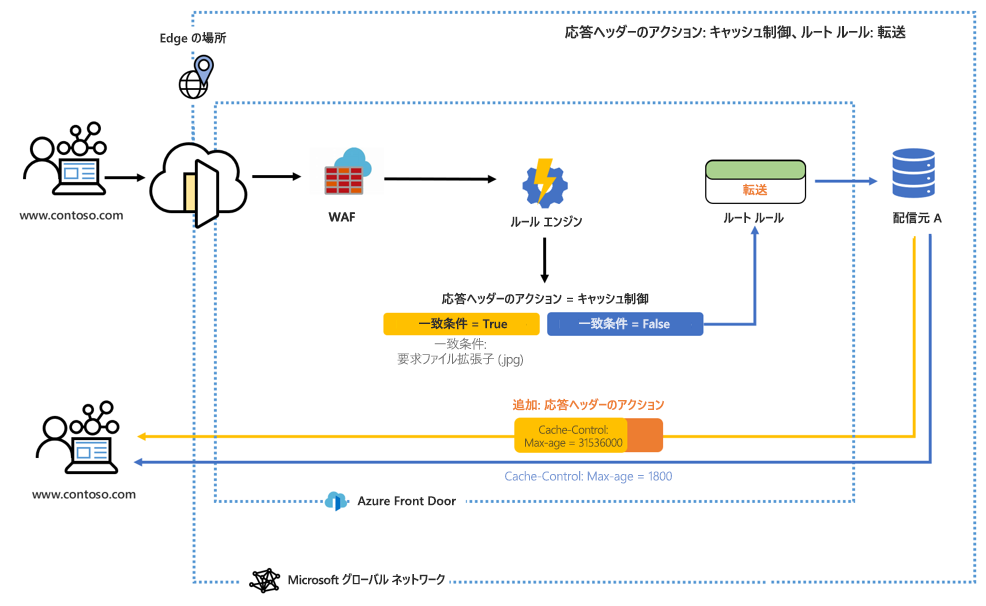 応答ヘッダーのアクション: キャッシュ制御、ルート ルール: 転送
Edge の場所
www.contoso.com
WAF
ルール エンジン
転送
ルート ルール
配信元 A
応答ヘッダーのアクション = キャッシュ制御
一致条件 = True
一致条件 = False
一致条件:
要求ファイル拡張子 (.jpg)
追加: 応答ヘッダーのアクション
Cache-Control:
Max-age = 31536000
Cache-Control: Max-age = 1800
www.contoso.com
Azure Front Door
Microsoft グローバル ネットワーク